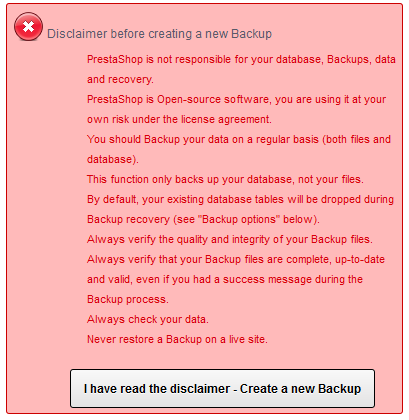 Disclaimer before creating a new Backup
PrestaShop is not responsible for your database, Backups, data
and recovery.
PrestaShop is Open-source software, you are using it at your
own risk under the license agreement.
You should Backup your data on a regular basis (both files and
database).
This function only backs up your database, not your files.
By default, your existing database tables will be dropped during
Backup recovery (see "Backup options" below).
Always verify the quality and integrity of your Backup files.
Always verify that your Backup files are complete, up-to-date
and valid, even if you had a success message during the
Backup process.
Always check your data.
Never restore a Backup on a live site.
I have read the disclaimer - Create a new Backup